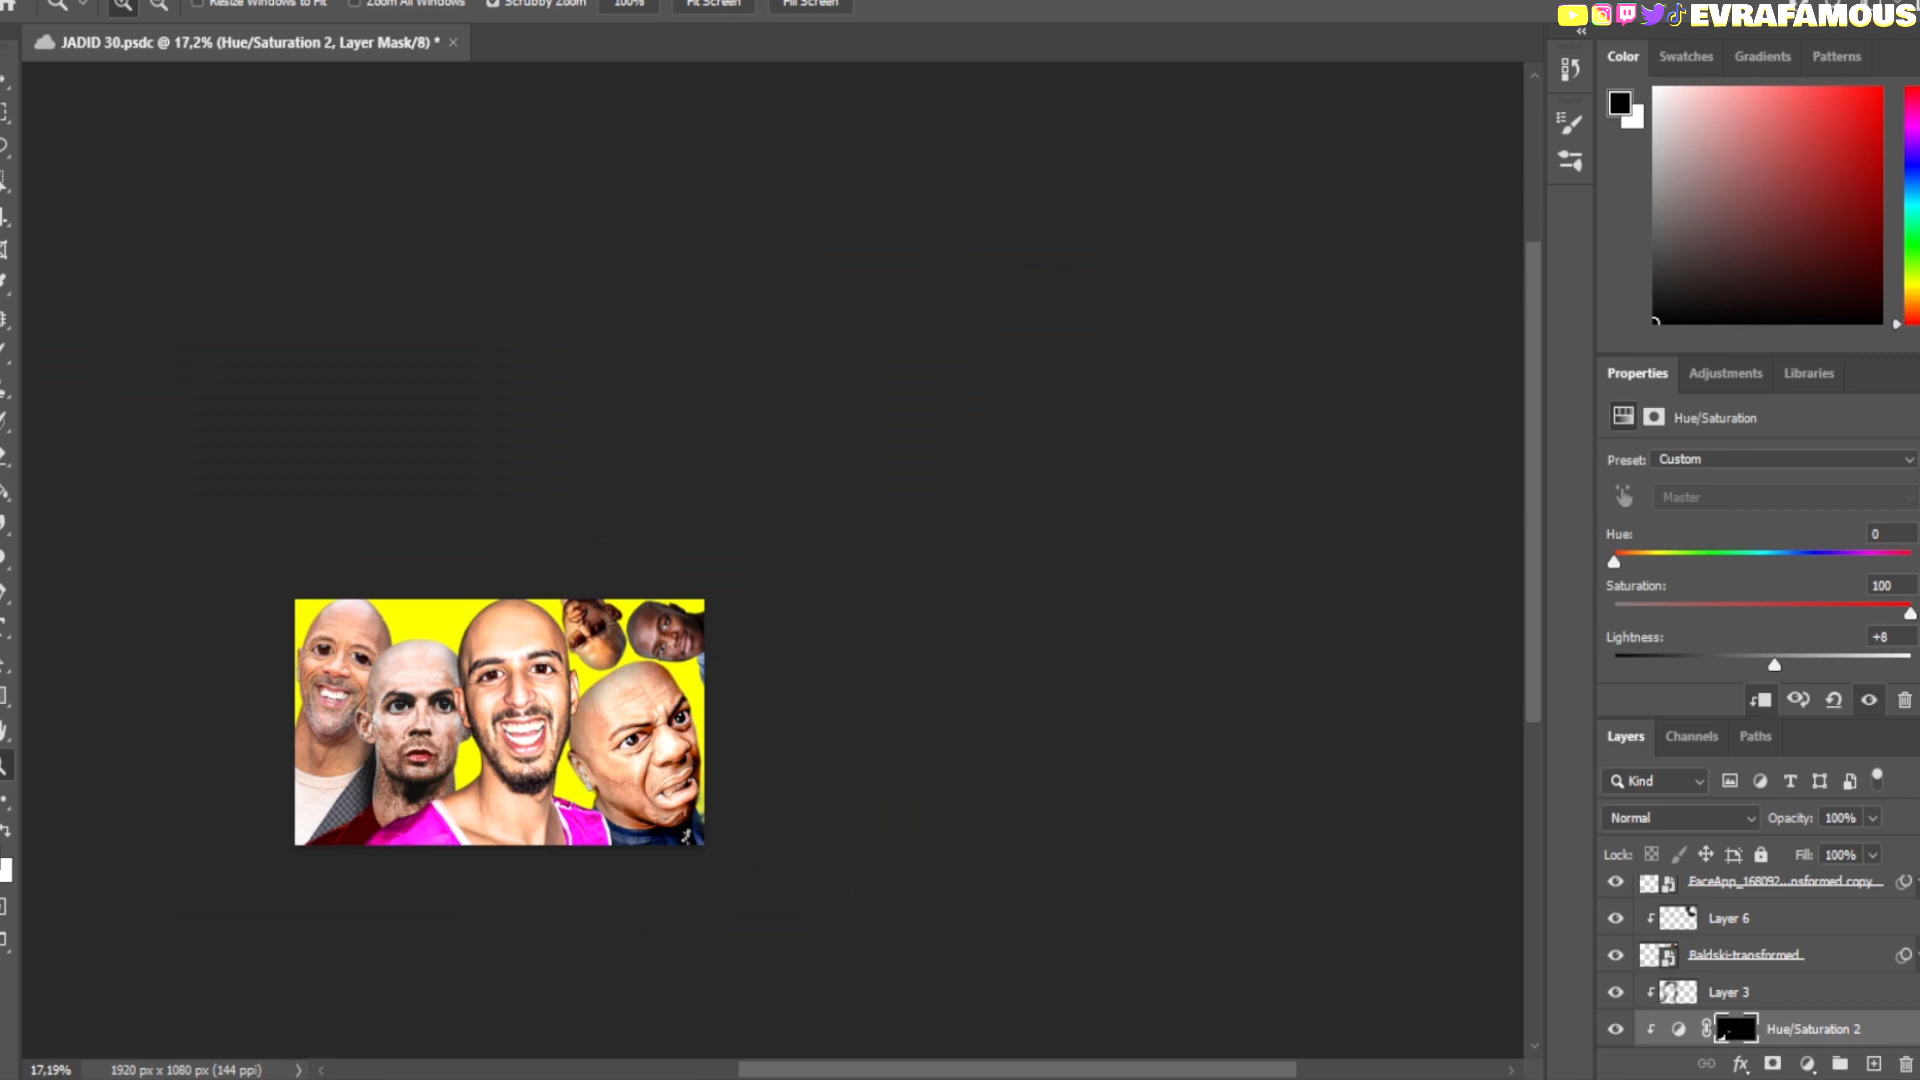 Resize Windows to Fit
Zoom All Windows
Scrubby Zoom
100%
Fit Screen
Fill Screen
EVRAFAMOUS
JADID 30.psdc @ 17,2% (Hue/Saturation 2, Layer Mask/8) *
Color Swatches Gradients Patterns
Properties Adjustments Libraries
Hue/Saturation
Preset: Custom
Master
Hue: 0
Saturation: 100
Lightness: +8
Layers Channels Paths
Kind
Normal Opacity: 100%
Lock: Fill: 100%
FaceApp_168092...nsformed copy
Layer 6
Baldski-transformed
Layer 3
Hue/Saturation 2
17,19% 1920 px x 1080 px (144 ppi)